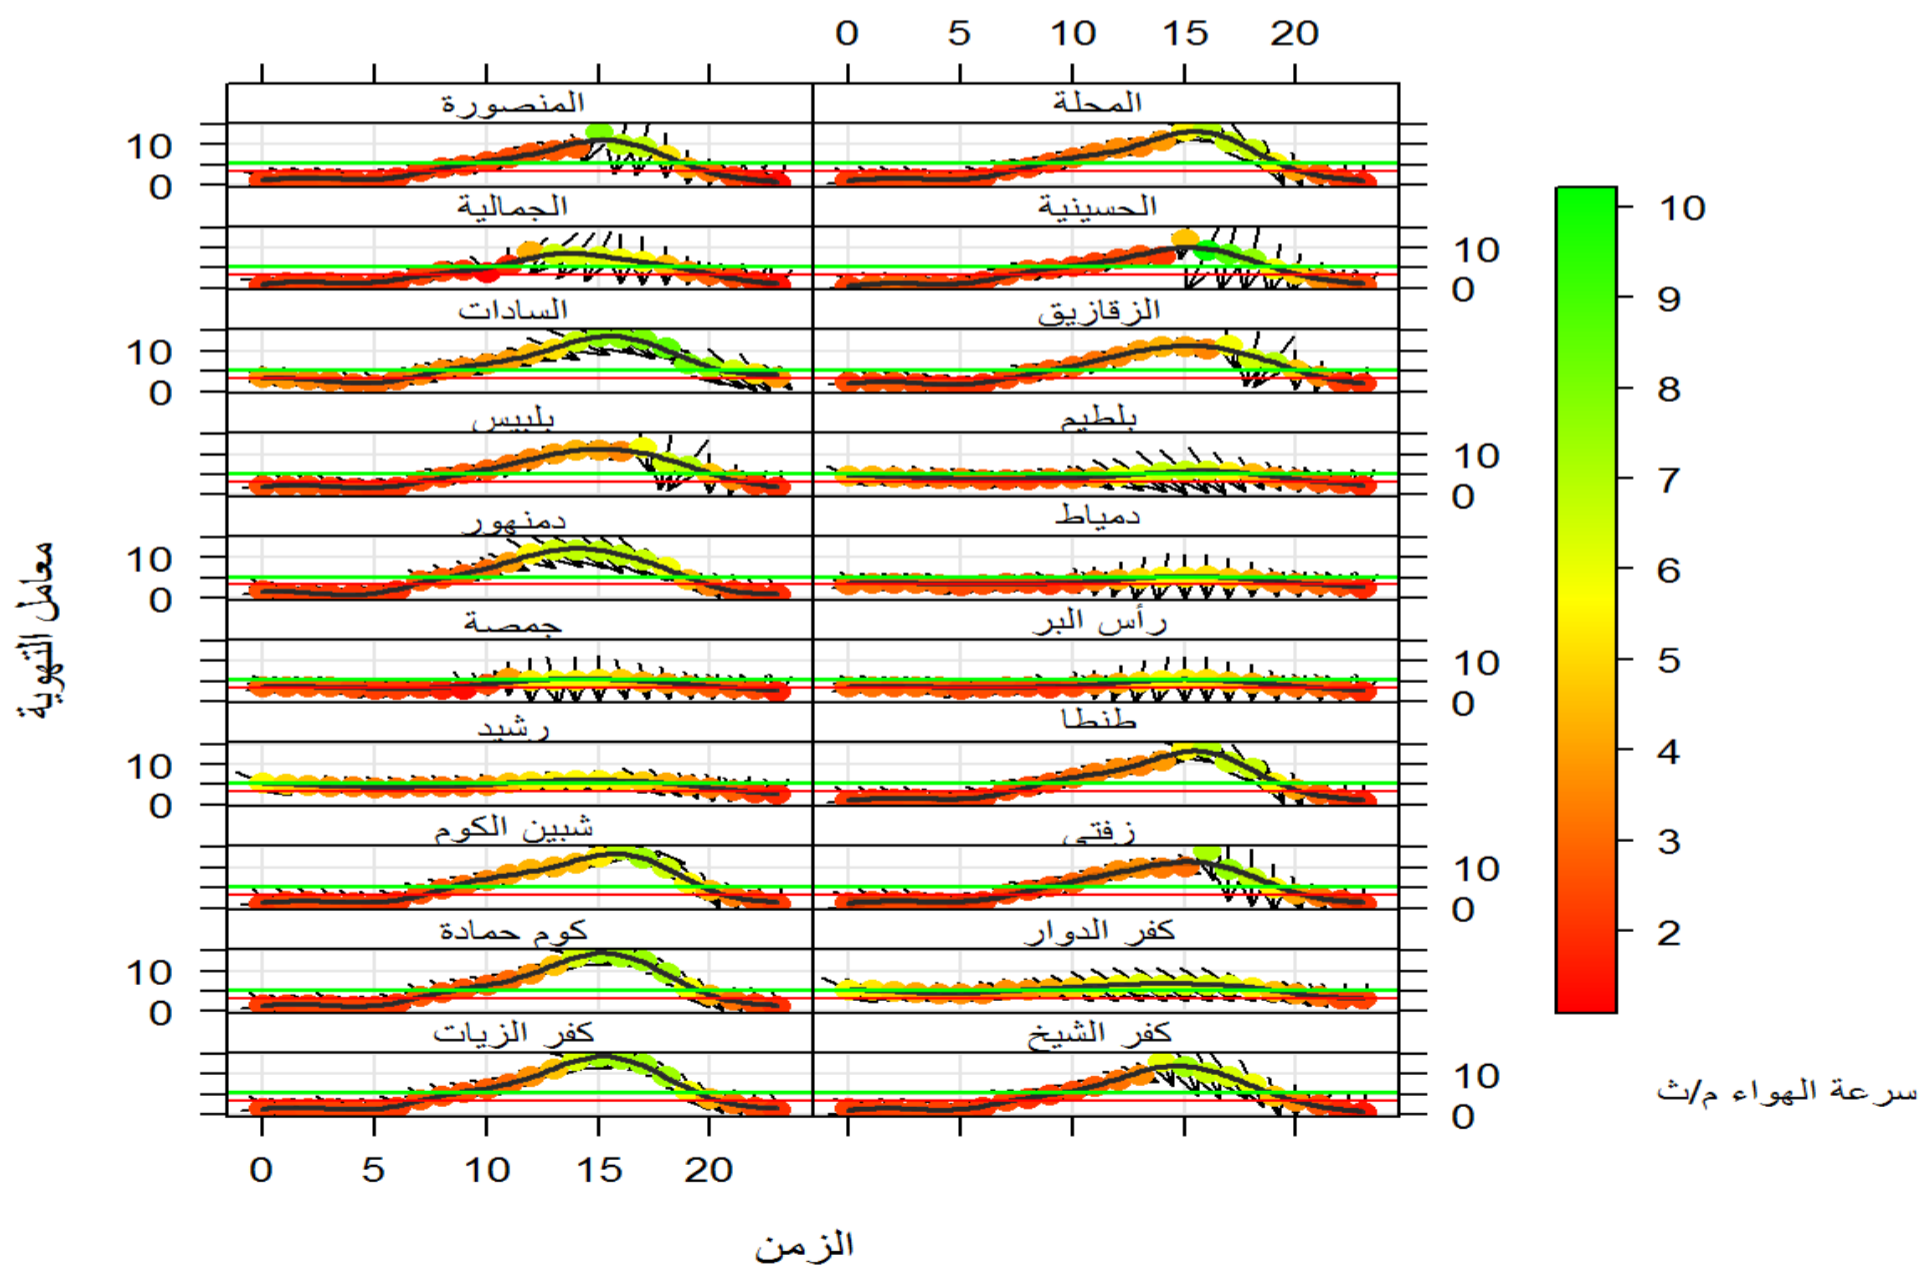 0 5 10 15 20
المنصورة
المحلة
10
0
الجمالية
الحسينية
10
0
السادات
الزقازيق
10
0
بلبيس
بلطيم
10
0
دمنهور
دمياط
10
0
جمصة
رأس البر
10
0
رشيد
طنطا
10
0
شبين الكوم
زفتى
10
0
كوم حمادة
كفر الدوار
10
0
كفر الزيات
كفر الشيخ
10
0
0 5 10 15 20
الزمن
معامل التهوية
10
9
8
7
6
5
4
3
2
سرعة الهواء م/ث